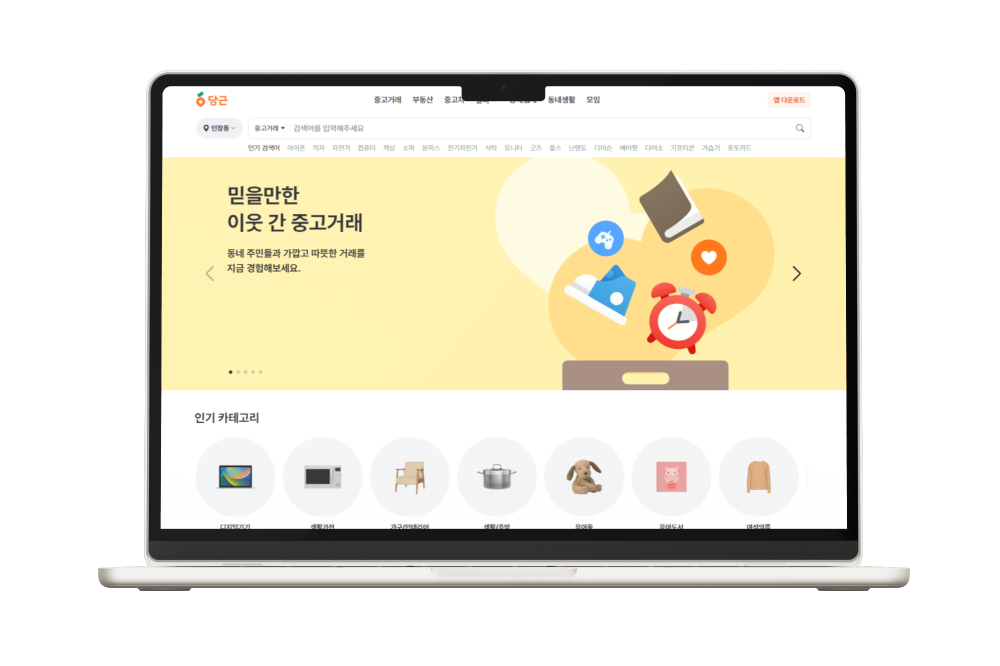 당근
중고거래 부동산 중고차 동네생활 모임
앱 다운로드
인창동
중고거래 검색어를 입력해주세요
인기 검색어 아이폰 의자 자전거 컴퓨터 책상 소파 원피스 전기자전거 식탁 모니터 굿즈 폴스 닌텐도 다이슨 에어팟 다이소 기프티콘 가습기 포토카드
믿을만한
이웃 간 중고거래
동네 주민들과 가깝고 따뜻한 거래를
지금 경험해보세요.
인기 카테고리
디지털기기 생활가전 가구/인테리어 생활/주방 유아동 유아도서 여성의류